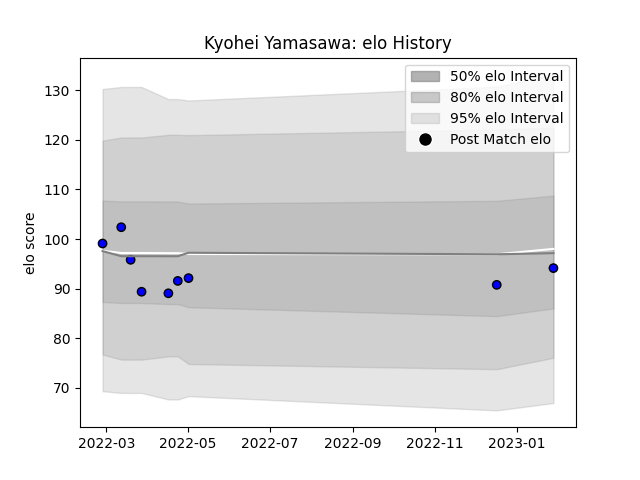 Kyohei Yamasawa: elo History
50% elo Interval
80% elo Interval
95% elo Interval
Post Match elo
elo score
130
120
110
100
90
80
70
2022-03
2022-05
2022-07
2022-09
2022-11
2023-01